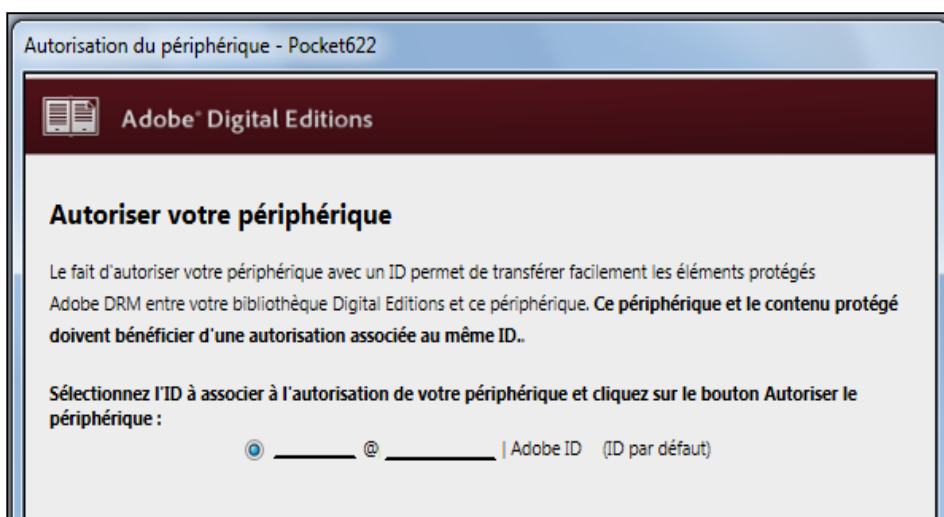 Autorisation du périphérique - Pocket622
Adobe® Digital Editions
Autoriser votre périphérique
Le fait d'autoriser votre périphérique avec un ID permet de transférer facilement les éléments protégés
Adobe DRM entre votre bibliothèque Digital Editions et ce périphérique. Ce périphérique et le contenu protégé
doivent bénéficier d'une autorisation associée au même ID..
Sélectionnez l'ID à associer à l'autorisation de votre périphérique et cliquez sur le bouton Autoriser le
périphérique :
________ @ ___________ | Adobe ID (ID par défaut)